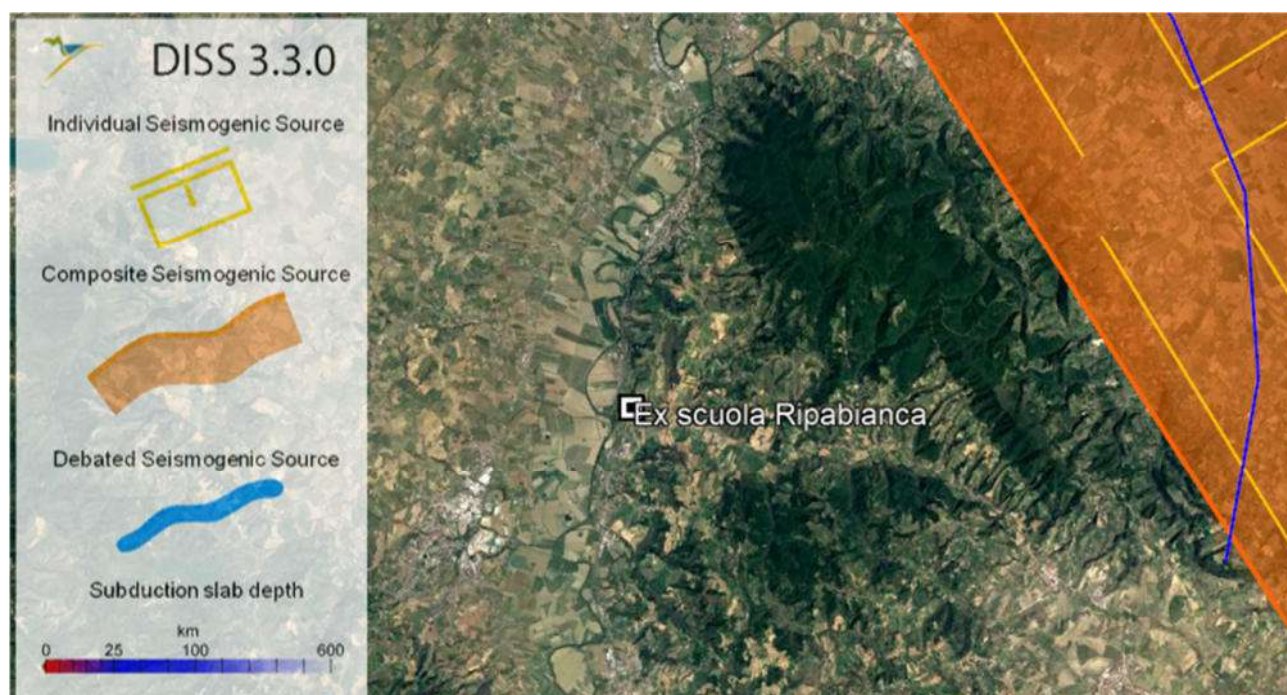 DISS 3.3.0
Individual Seismogenic Source
Composite Seismogenic Source
Debated Seismogenic Source
Subduction slab depth
km
0 25 100 600
Ex scuola Ripabianca